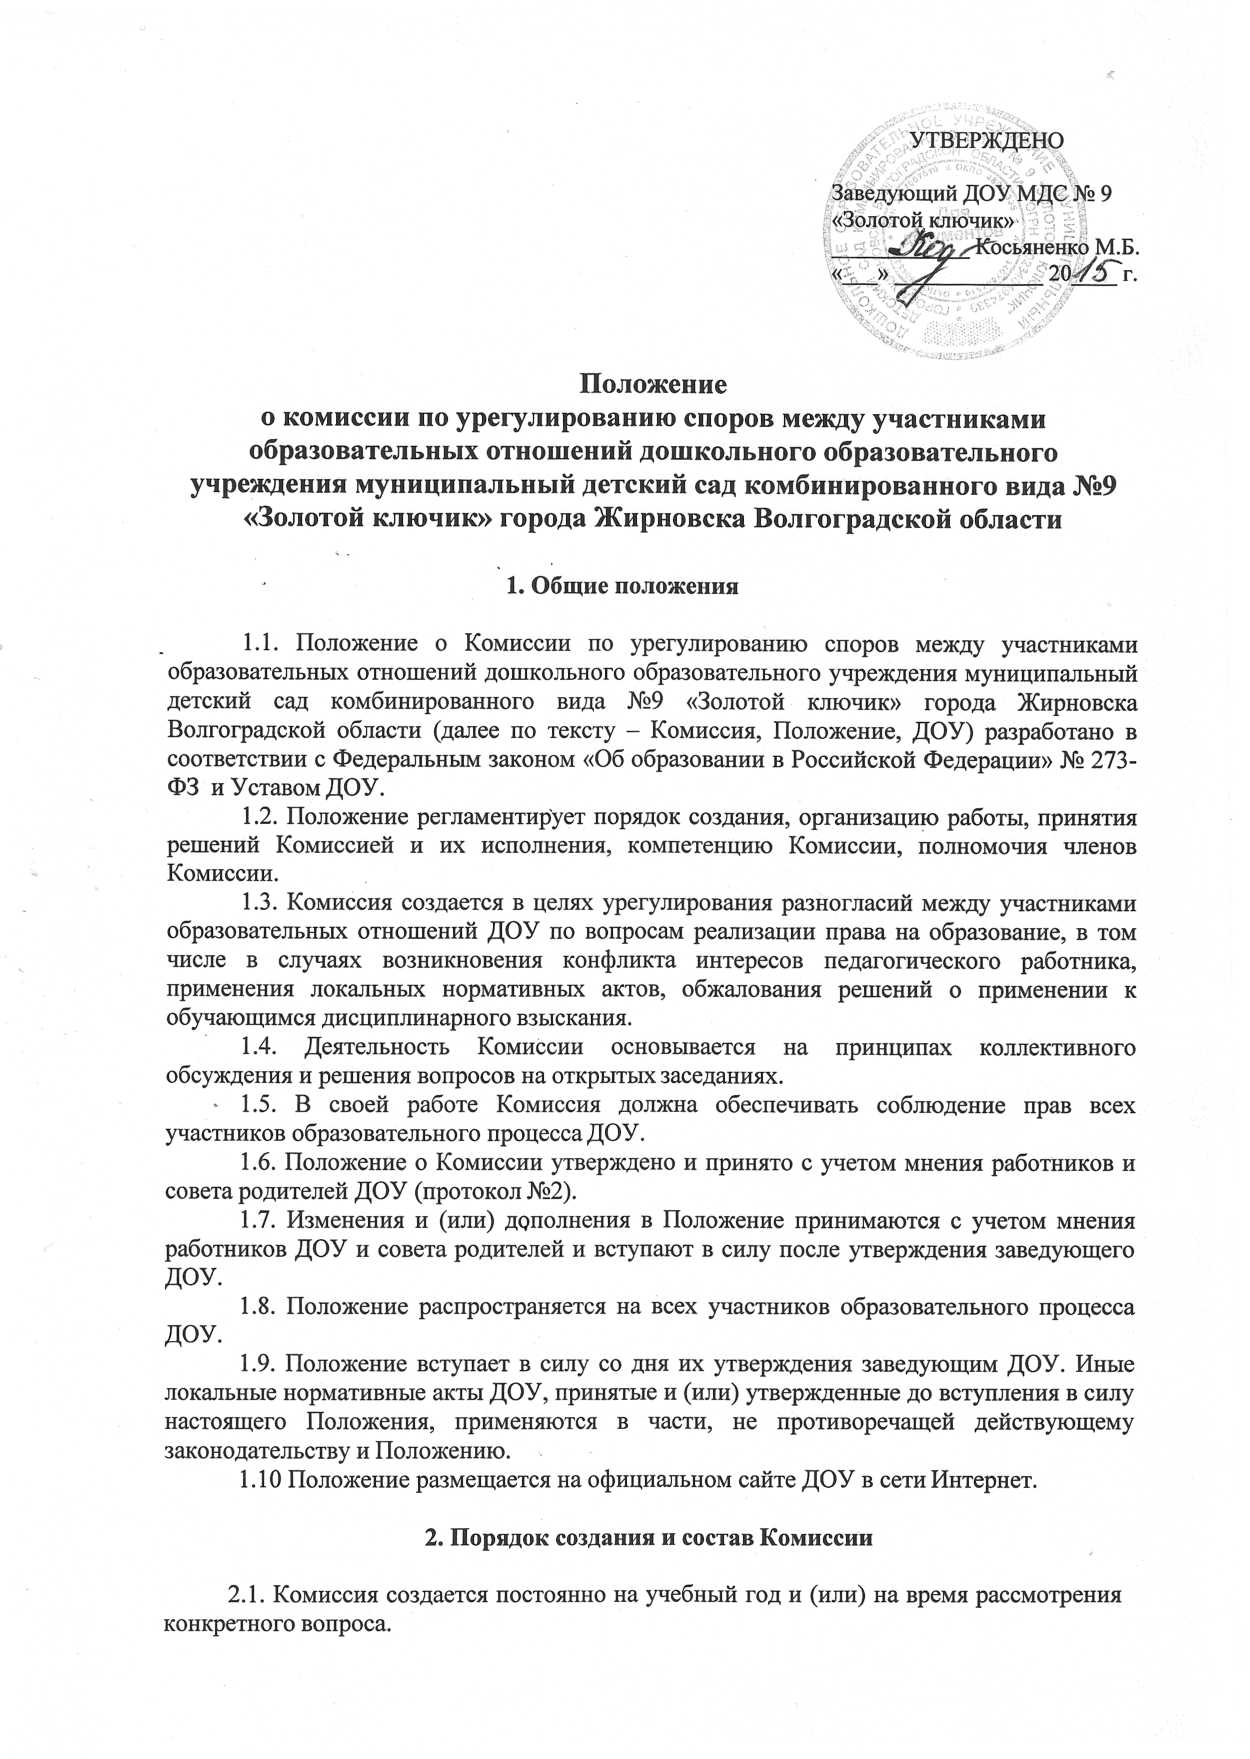 УТВЕРЖДЕНО
Заведующий ДОУ МДС № 9
«Золотой ключик»
____________ Косьяненко М.Б.
«___» _____________ 2015 г.
Положение
о комиссии по урегулированию споров между участниками
образовательных отношений дошкольного образовательного
учреждения муниципальный детский сад комбинированного вида №9
«Золотой ключик» города Жирновска Волгоградской области
1. Общие положения
1.1. Положение о Комиссии по урегулированию споров между участниками
образовательных отношений дошкольного образовательного учреждения муниципальный
детский сад комбинированного вида №9 «Золотой ключик» города Жирновска
Волгоградской области (далее по тексту – Комиссия, Положение, ДОУ) разработано в
соответствии с Федеральным законом «Об образовании в Российской Федерации» № 273-
ФЗ и Уставом ДОУ.
1.2. Положение регламентирует порядок создания, организацию работы, принятия
решений Комиссией и их исполнения, компетенцию Комиссии, полномочия членов
Комиссии.
1.3. Комиссия создается в целях урегулирования разногласий между участниками
образовательных отношений ДОУ по вопросам реализации права на образование, в том
числе в случаях возникновения конфликта интересов педагогического работника,
применения локальных нормативных актов, обжалования решений о применении к
обучающимся дисциплинарного взыскания.
1.4. Деятельность Комиссии основывается на принципах коллективного
обсуждения и решения вопросов на открытых заседаниях.
1.5. В своей работе Комиссия должна обеспечивать соблюдение прав всех
участников образовательного процесса ДОУ.
1.6. Положение о Комиссии утверждено и принято с учетом мнения работников и
совета родителей ДОУ (протокол №2).
1.7. Изменения и (или) дополнения в Положение принимаются с учетом мнения
работников ДОУ и совета родителей и вступают в силу после утверждения заведующего
ДОУ.
1.8. Положение распространяется на всех участников образовательного процесса
ДОУ.
1.9. Положение вступает в силу со дня их утверждения заведующим ДОУ. Иные
локальные нормативные акты ДОУ, принятые и (или) утвержденные до вступления в силу
настоящего Положения, применяются в части, не противоречащей действующему
законодательству и Положению.
1.10 Положение размещается на официальном сайте ДОУ в сети Интернет.
2. Порядок создания и состав Комиссии
2.1. Комиссия создается постоянно на учебный год и (или) на время рассмотрения
конкретного вопроса.